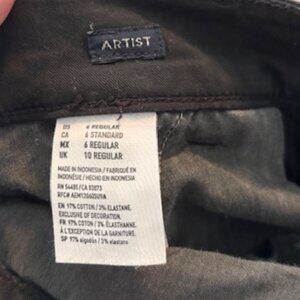 ARTIST
US 6 REGULAR
CA 6 STANDARD
MX 6 REGULAR
UK 10 REGULAR
MADE IN INDONESIA / FABRIQUÉ EN
INDONÉSIE / HECHO EN INDONESIA
RN 54485/CA 03873
EN 97% COTTON / 3% ELASTANE.
EXCLUSIVE OF DECORATION.
FR 97% COTON / 3% ÉLASTHANNE.
À L'EXCEPTION DE LA GARNITURE.
SP 97% algodón / 3% elastano